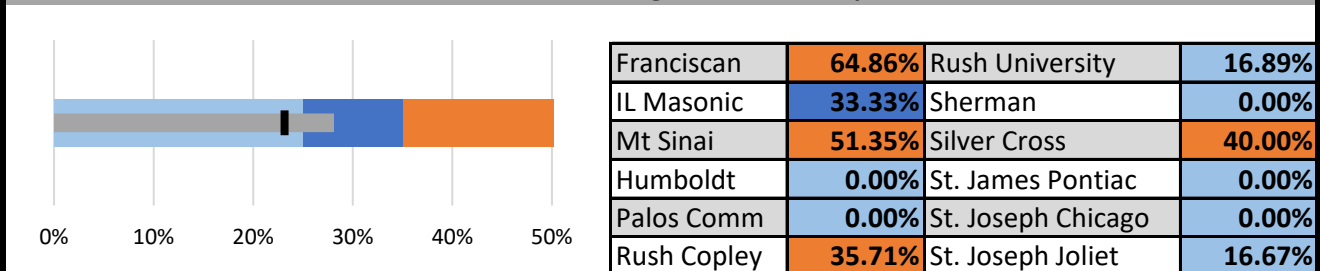 Franciscan 64.86% Rush University 16.89%
IL Masonic 33.33% Sherman 0.00%
Mt Sinai 51.35% Silver Cross 40.00%
Humboldt 0.00% St. James Pontiac 0.00%
Palos Comm 0.00% St. Joseph Chicago 0.00%
Rush Copley 35.71% St. Joseph Joliet 16.67%
0% 10% 20% 30% 40% 50%